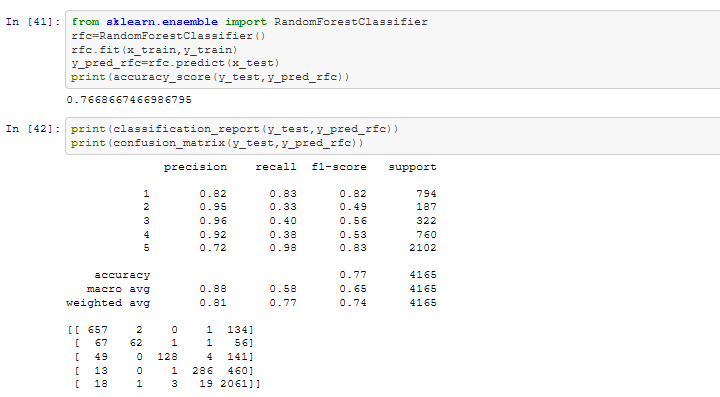 In [41]: from sklearn.ensemble import RandomForestClassifier
rfc=RandomForestClassifier()
rfc.fit(x_train,y_train)
y_pred_rfc=rfc.predict(x_test)
print(accuracy_score(y_test,y_pred_rfc))
0.7668667466986795
In [42]: print(classification_report(y_test,y_pred_rfc))
print(confusion_matrix(y_test,y_pred_rfc))
precision recall f1-score support
1 0.82 0.83 0.82 794
2 0.95 0.33 0.49 187
3 0.96 0.40 0.56 322
4 0.92 0.38 0.53 760
5 0.72 0.98 0.83 2102
accuracy 0.77 4165
macro avg 0.88 0.58 0.65 4165
weighted avg 0.81 0.77 0.74 4165
[[ 657 2 0 1 134]
[ 67 62 1 1 56]
[ 49 0 128 4 141]
[ 13 0 1 286 460]
[ 18 1 3 19 2061]]